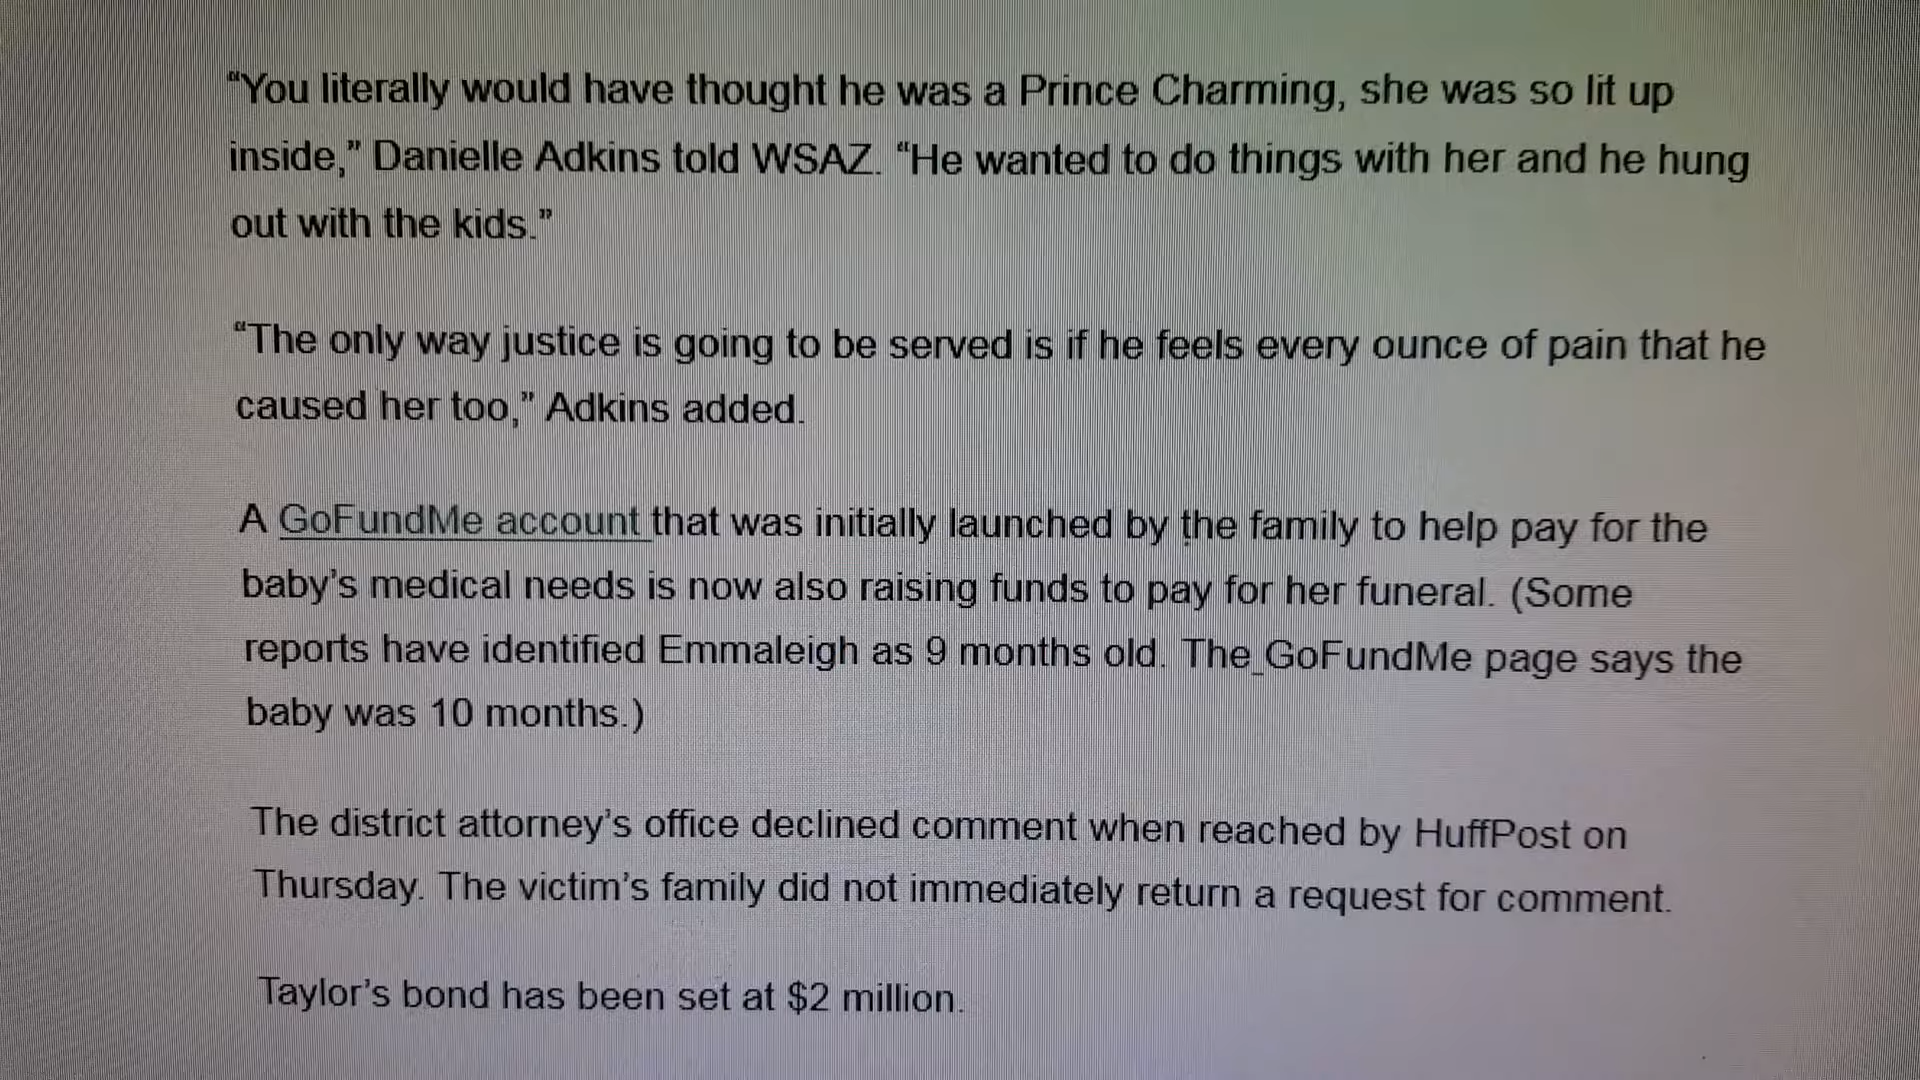 “You literally would have thought he was a Prince Charming, she was so lit up
inside,” Danielle Adkins told WSAZ. “He wanted to do things with her and he hung
out with the kids.”
“The only way justice is going to be served is if he feels every ounce of pain that he
caused her too,” Adkins added.
A GoFundMe account that was initially launched by the family to help pay for the
baby’s medical needs is now also raising funds to pay for her funeral. (Some
reports have identified Emmaleigh as 9 months old. The GoFundMe page says the
baby was 10 months.)
The district attorney’s office declined comment when reached by HuffPost on
Thursday. The victim’s family did not immediately return a request for comment.
Taylor’s bond has been set at $2 million.